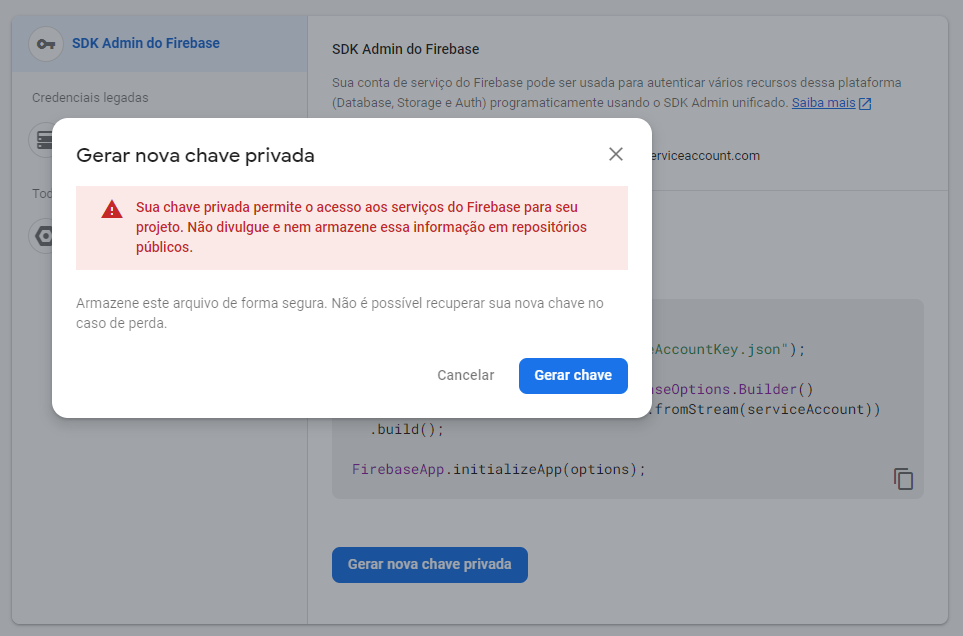 SDK Admin do Firebase
SDK Admin do Firebase
Sua conta de serviço do Firebase pode ser usada para autenticar vários recursos dessa plataforma
(Database, Storage e Auth) programaticamente usando o SDK Admin unificado. Saiba mais
Credenciais legadas
Gerar nova chave privada
erviceaccount.com
Sua chave privada permite o acesso aos serviços do Firebase para seu
projeto. Não divulgue e nem armazene essa informação em repositórios
públicos.
Armazene este arquivo de forma segura. Não é possível recuperar sua nova chave no
caso de perda.
Cancelar
Gerar chave
eAccountKey.json");
seOptions.Builder()
.fromStream(serviceAccount))
.build();
FirebaseApp.initializeApp(options);
Gerar nova chave privada